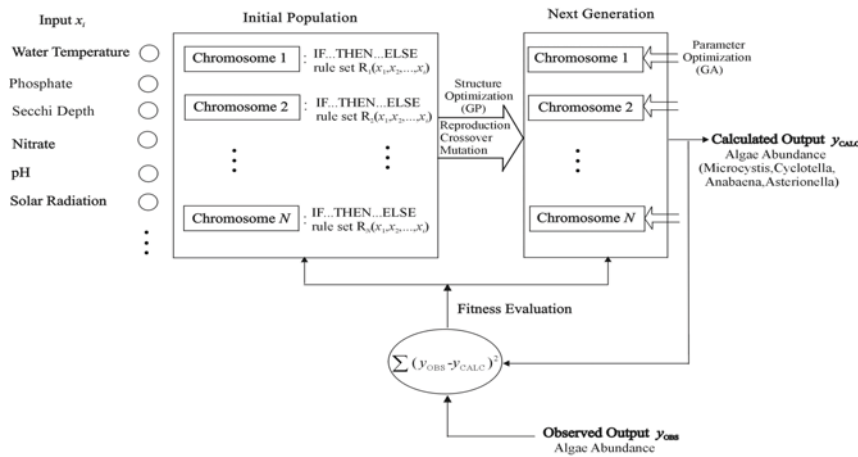 Input xᵢ
Water Temperature
Phosphate
Secchi Depth
Nitrate
pH
Solar Radiation
Initial Population
Chromosome 1 : IF...THEN...ELSE
rule set R₁(x₁,x₂,...,xᵢ)
Chromosome 2 : IF...THEN...ELSE
rule set R₂(x₁,x₂,...,xᵢ)
Chromosome N : IF...THEN...ELSE
rule set Rₙ(x₁,x₂,...,xᵢ)
Structure
Optimization
(GP)
Reproduction
Crossover
Mutation
Next Generation
Chromosome 1
Chromosome 2
Chromosome N
Parameter
Optimization
(GA)
Calculated Output y_CALC
Algae Abundance
(Microcystis,Cyclotella,
Anabaena,Asterionella)
Fitness Evaluation
∑ (y_OBS -y_CALC )²
Observed Output y_OBS
Algae Abundance